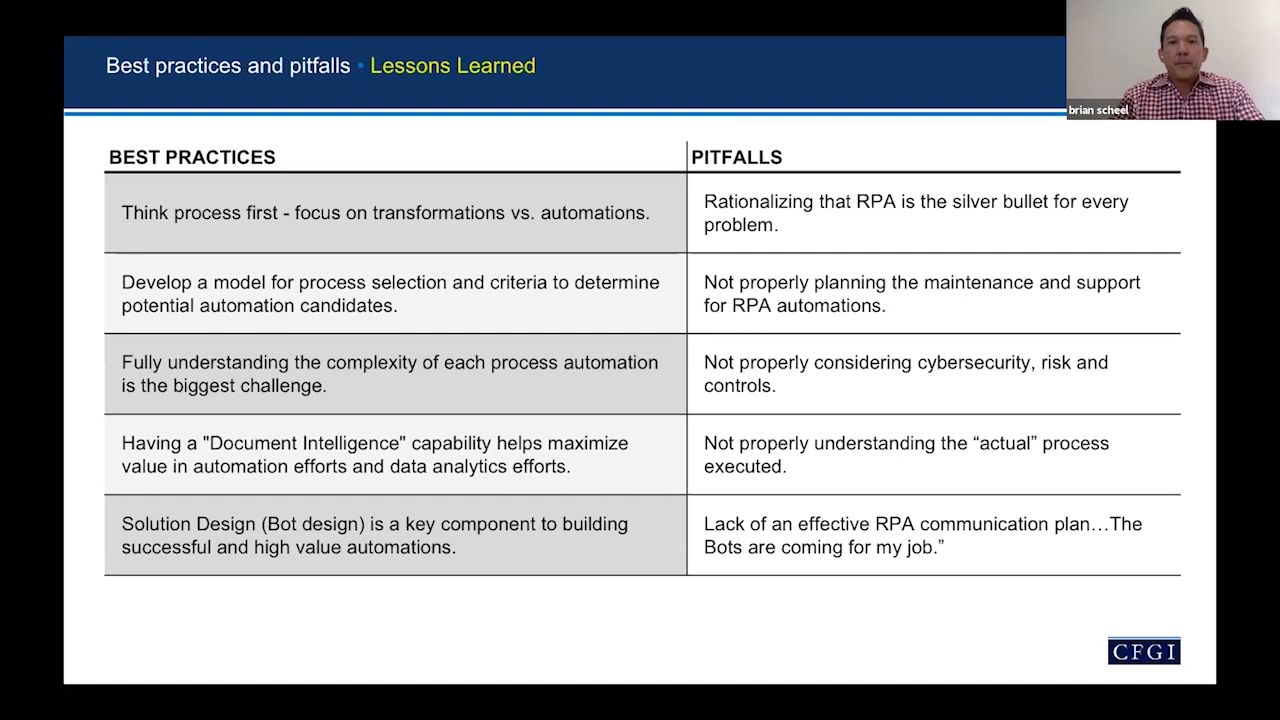 Best practices and pitfalls • Lessons Learned
brian scheel
BEST PRACTICES
PITFALLS
Think process first - focus on transformations vs. automations.
Rationalizing that RPA is the silver bullet for every
problem.
Develop a model for process selection and criteria to determine
potential automation candidates.
Not properly planning the maintenance and support
for RPA automations.
Fully understanding the complexity of each process automation
is the biggest challenge.
Not properly considering cybersecurity, risk and
controls.
Having a "Document Intelligence" capability helps maximize
value in automation efforts and data analytics efforts.
Not properly understanding the “actual” process
executed.
Solution Design (Bot design) is a key component to building
successful and high value automations.
Lack of an effective RPA communication plan…The
Bots are coming for my job.”
CFGI